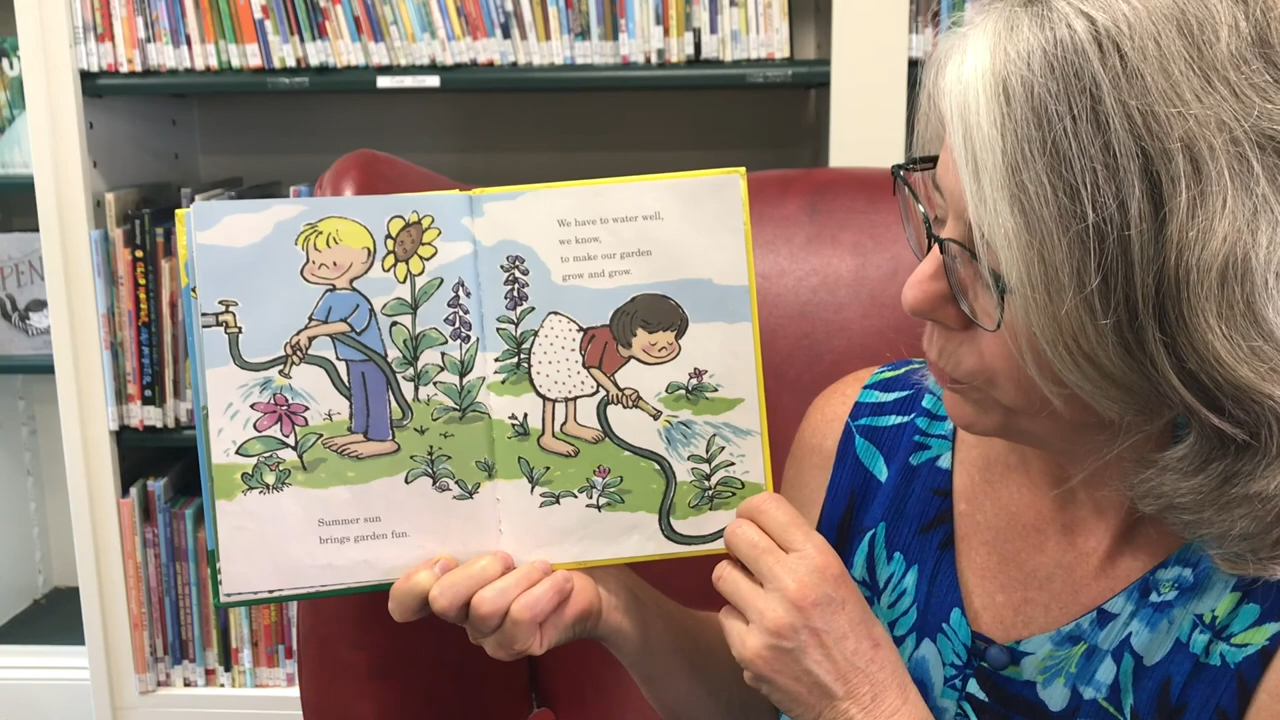 We have to water well,
we know,
to make our garden
grow and grow.
Summer sun
brings garden fun.
PEN